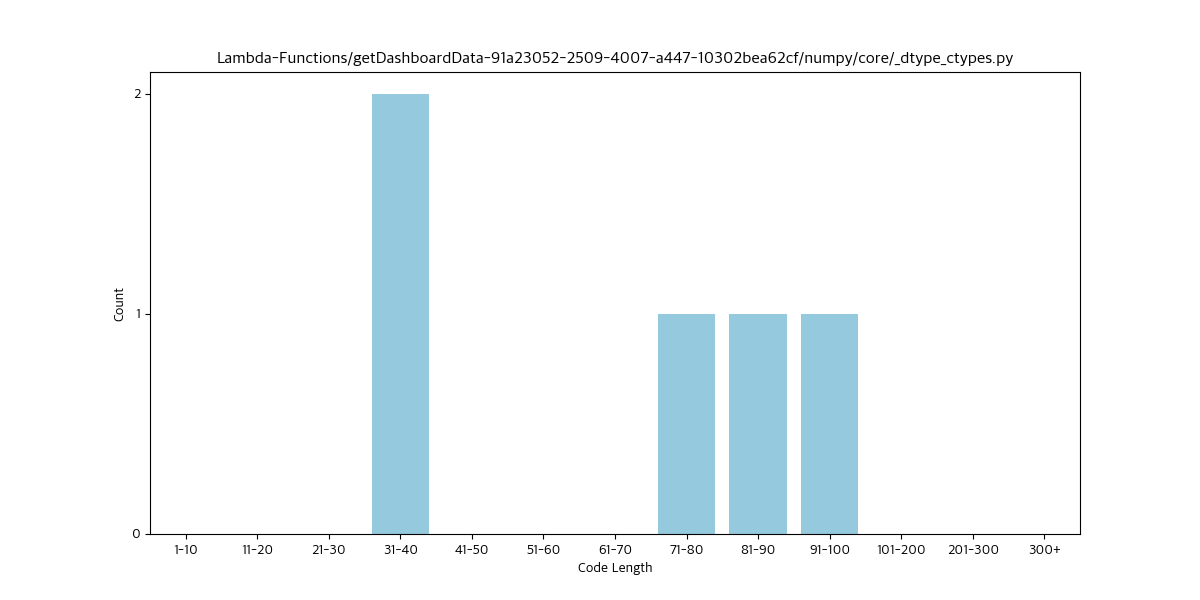 Lambda-Functions/getDashboardData-91a23052-2509-4007-a447-10302bea62cf/numpy/core/_dtype_ctypes.py
Count
2
1
0
1-10 11-20 21-30 31-40 41-50 51-60 61-70 71-80 81-90 91-100 101-200 201-300 300+
Code Length